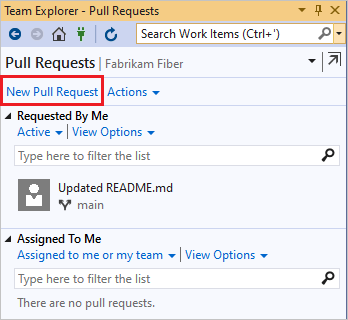 Team Explorer - Pull Requests
Search Work Items (Ctrl+')
Pull Requests | Fabrikam Fiber
New Pull Request Actions
Requested By Me
Active | View Options
Type here to filter the list
Updated README.md
main
Assigned To Me
Assigned to me or my team | View Options
Type here to filter the list
There are no pull requests.